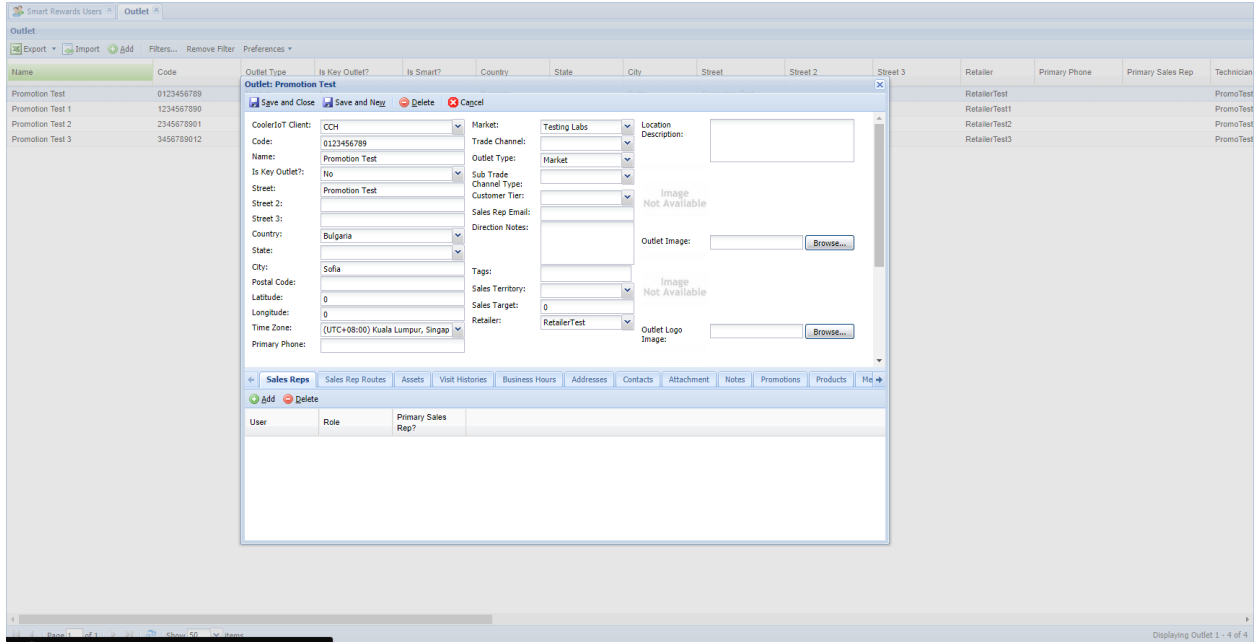 Smart Rewards Users Outlet
Outlet
Export Import Add Filters... Remove Filter Preferences
Name Code Outlet Type Is Key Outlet? Is Smart? Country State City Street Street 2 Street 3 Retailer Primary Phone Primary Sales Rep Technician
Promotion Test 0123456789 RetailerTest PromoTest
Promotion Test 1 1234567890 RetailerTest1 PromoTest
Promotion Test 2 2345678901 RetailerTest2 PromoTest
Promotion Test 3 3456789012 RetailerTest3 PromoTest
Outlet: Promotion Test
Save and Close Save and New Delete Cancel
CoolerIoT Client: CCH
Code: 0123456789
Name: Promotion Test
Is Key Outlet?: No
Street: Promotion Test
Street 2:
Street 3:
Country: Bulgaria
State:
City: Sofia
Postal Code:
Latitude: 0
Longitude: 0
Time Zone: (UTC+08:00) Kuala Lumpur, Singap
Primary Phone:
Market: Testing Labs
Trade Channel:
Outlet Type: Market
Sub Trade
Channel Type:
Customer Tier:
Sales Rep Email:
Direction Notes:
Tags:
Sales Territory:
Sales Target: 0
Retailer: RetailerTest
Location
Description:
Image
Not Available
Outlet Image: Browse...
Image
Not Available
Outlet Logo
Image: Browse...
Sales Reps Sales Rep Routes Assets Visit Histories Business Hours Addresses Contacts Attachment Notes Promotions Products Me
Add Delete
User Role Primary Sales
Rep?
Page 1 of 1 Show 50 items Displaying Outlet 1 - 4 of 4